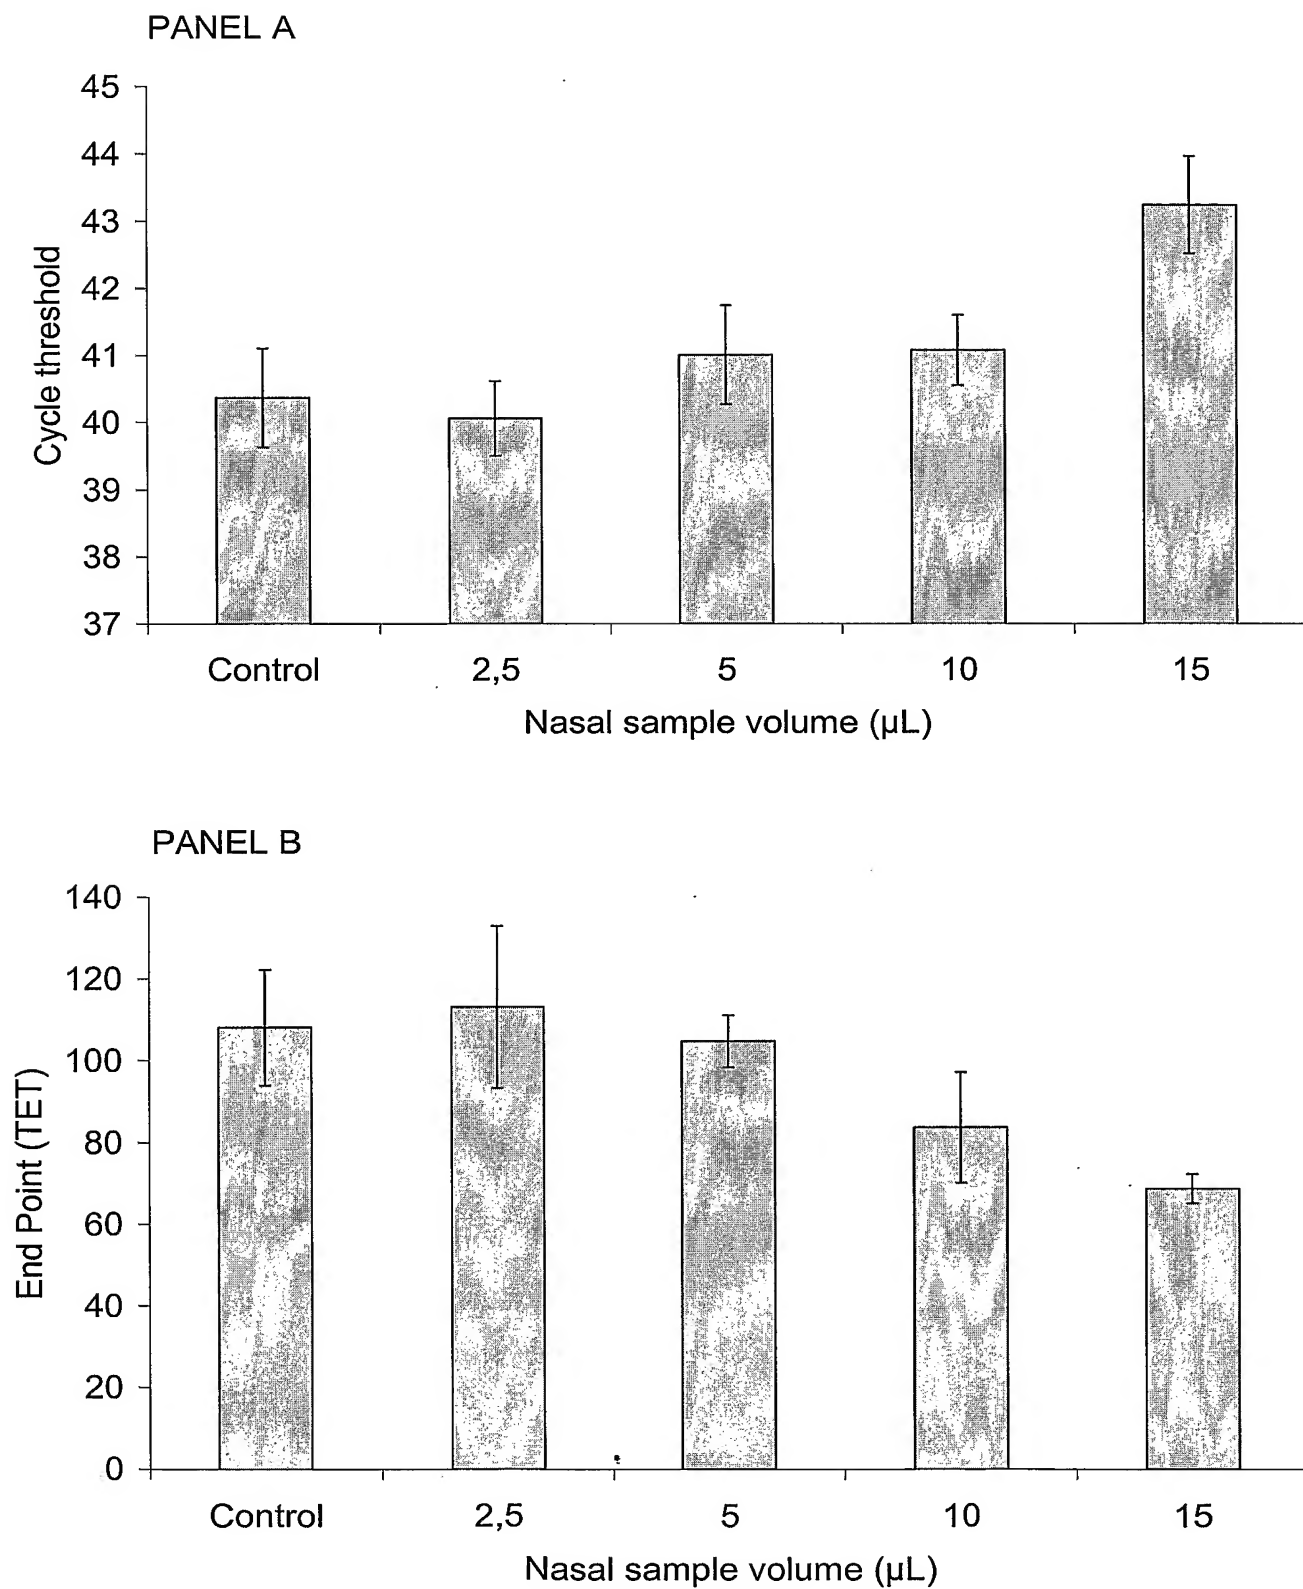 PANEL A
45
44
43
42
41
40
39
38
37
Cycle threshold
Control 2,5 5 10 15
Nasal sample volume (µL)
PANEL B
140
120
100
80
60
40
20
0
End Point (TET)
Control 2,5 5 10 15
Nasal sample volume (µL)